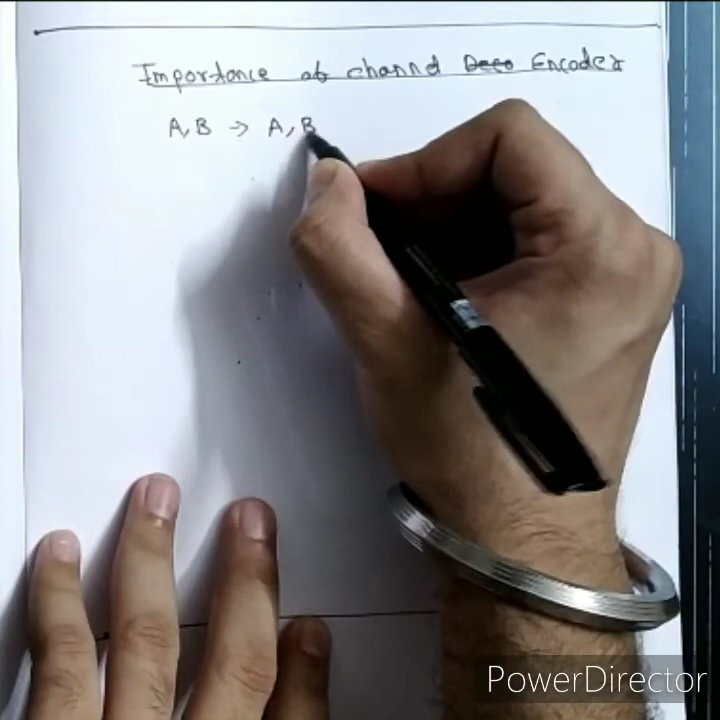 Importance of channel Deco Encoder
A, B → A, B
PowerDirector